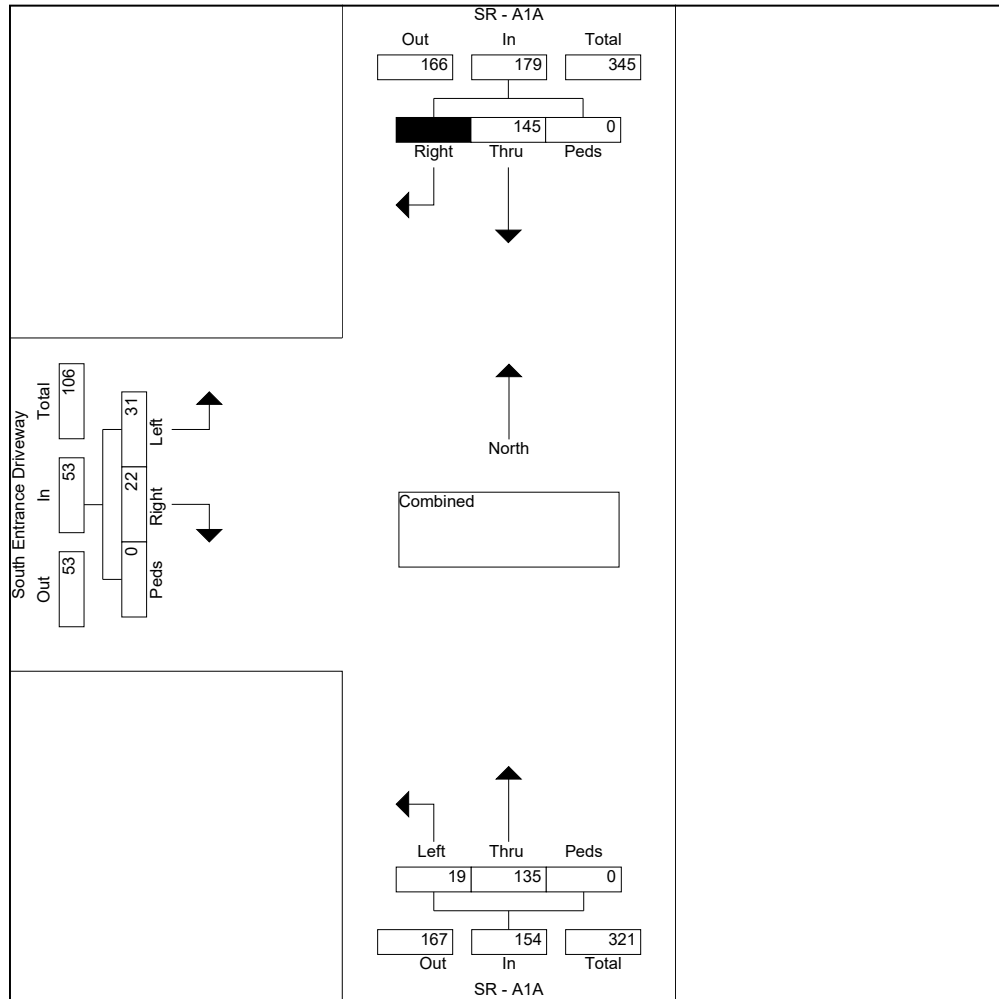 SR - A1A
Out In Total
166 179 345
145 0
Right Thru Peds
South Entrance Driveway
Out In Total
53 53 106
0 22 31
Peds Right Left
North
Combined
Left Thru Peds
19 135 0
167 154 321
Out In Total
SR - A1A